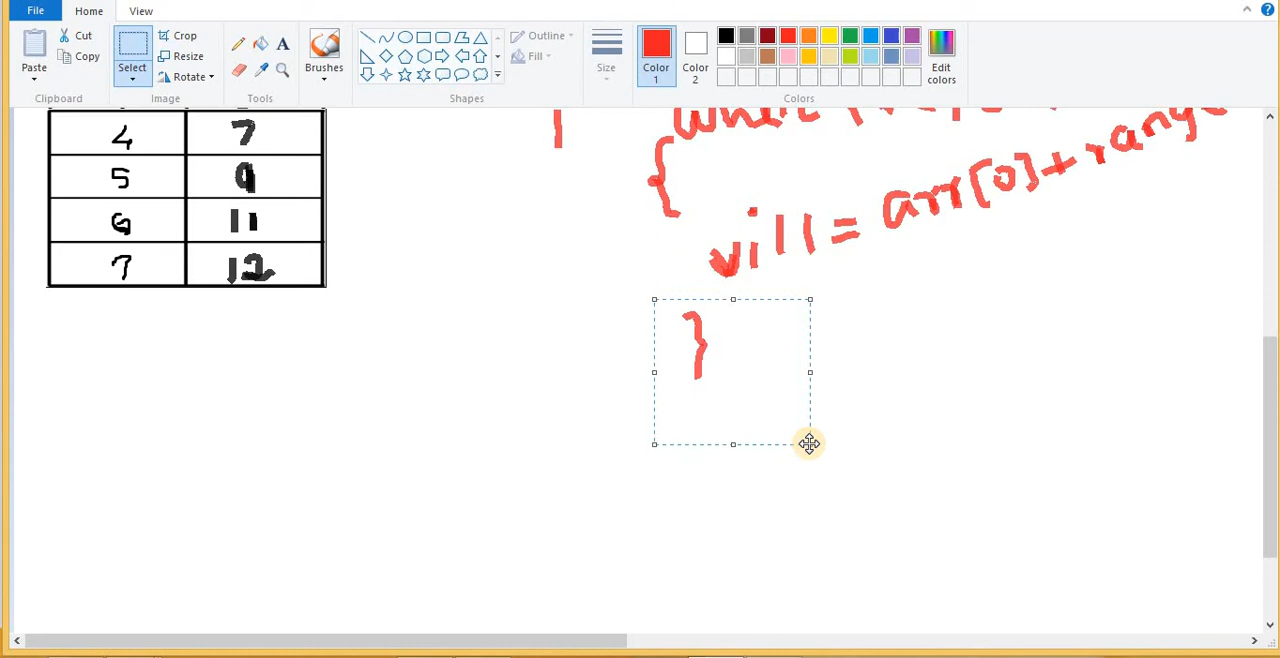 File Home View
Cut
Copy
Paste
Clipboard
Select
Crop
Resize
Rotate
Image
A
Tools
Brushes
Outline
Fill
Shapes
Size
Color 1
Color 2
Edit colors
Colors
4 7
5 9
6 11
7 12
{
vill = arr[0] + range
}